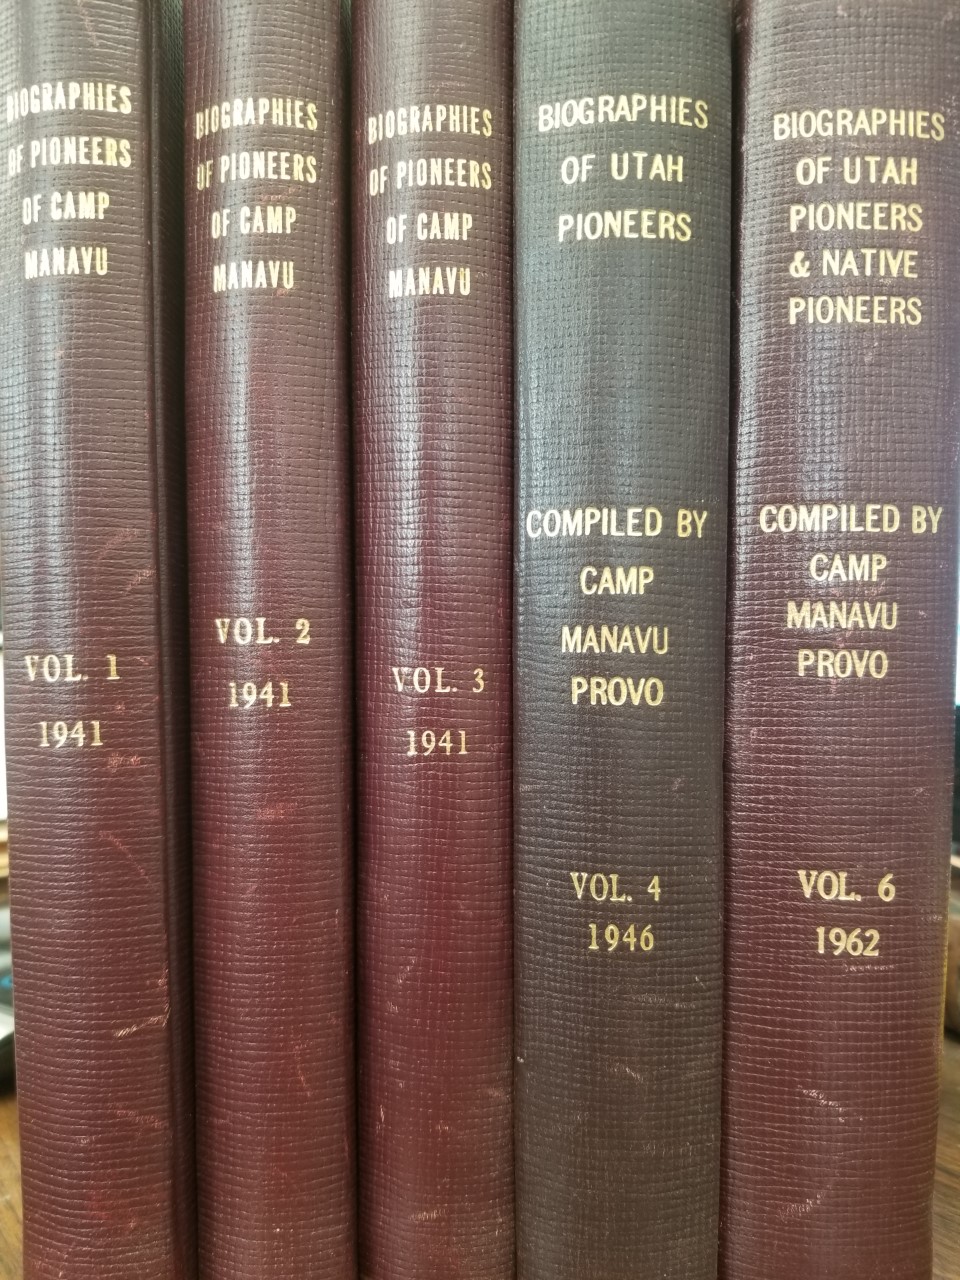 BIOGRAPHIES
OF PIONEERS
OF CAMP
MANAVU
VOL. 1
1941
BIOGRAPHIES
OF PIONEERS
OF CAMP
MANAVU
VOL. 2
1941
BIOGRAPHIES
OF PIONEERS
OF CAMP
MANAVU
VOL. 3
1941
BIOGRAPHIES
OF UTAH
PIONEERS
COMPILED BY
CAMP
MANAVU
PROVO
VOL. 4
1946
BIOGRAPHIES
OF UTAH
PIONEERS
& NATIVE
PIONEERS
COMPILED BY
CAMP
MANAVU
PROVO
VOL. 6
1962